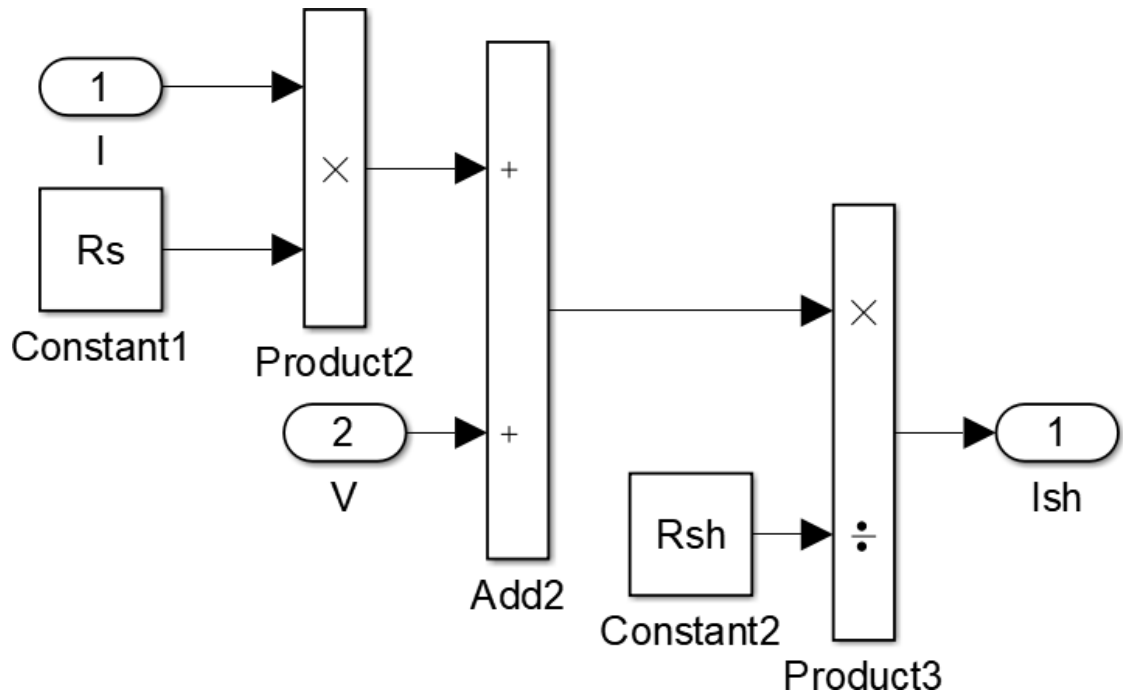 1
I
Rs
Constant1
×
Product2
2
V
+
+
Add2
Rsh
Constant2
×
÷
Product3
1
Ish